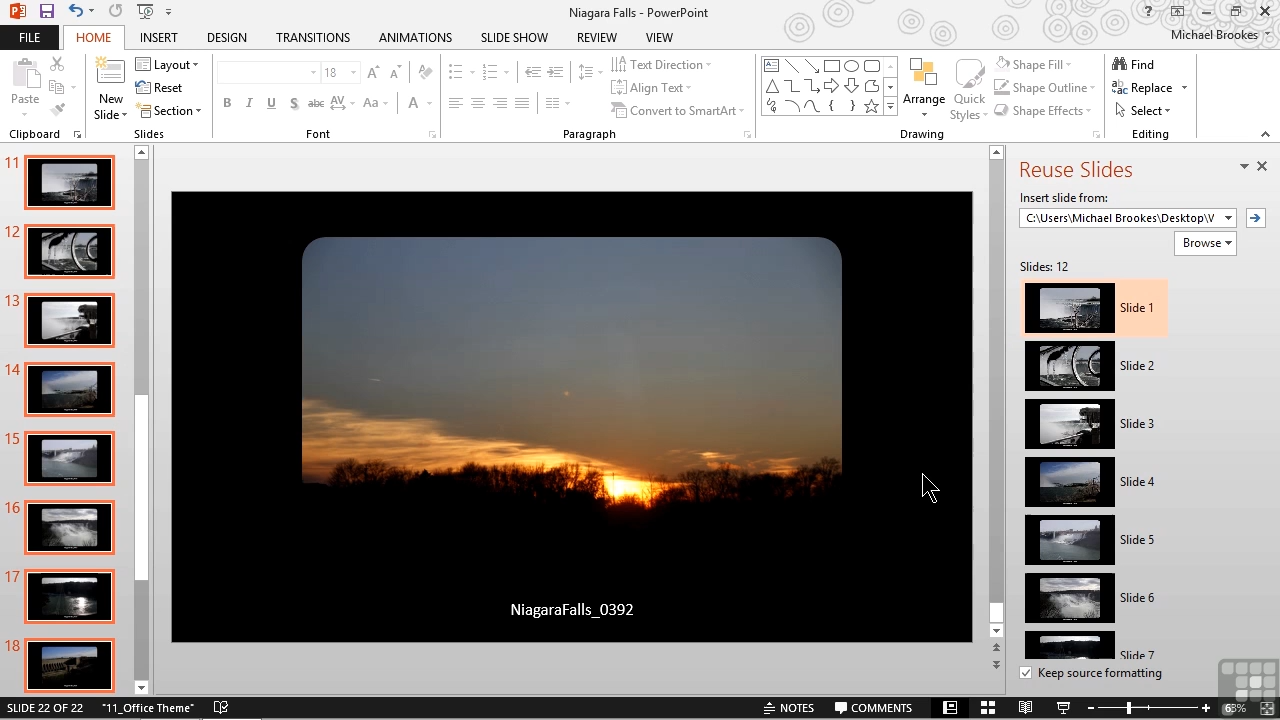 Niagara Falls - PowerPoint
Michael Brookes
FILE
HOME
INSERT
DESIGN
TRANSITIONS
ANIMATIONS
SLIDE SHOW
REVIEW
VIEW
Paste
Clipboard
New
Slide
Layout
Reset
Section
Slides
18
B I U S abc AV Aa A
Font
Text Direction
Align Text
Convert to SmartArt
Paragraph
Arrange
Quick
Styles
Shape Fill
Shape Outline
Shape Effects
Drawing
Find
Replace
Select
Editing
11
12
13
14
15
16
17
18
NiagaraFalls_0392
Reuse Slides
Insert slide from:
C:\Users\Michael Brookes\Desktop\V
Browse
Slides: 12
Slide 1
Slide 2
Slide 3
Slide 4
Slide 5
Slide 6
Slide 7
Keep source formatting
SLIDE 22 OF 22
"11_Office Theme"
NOTES
COMMENTS
63%